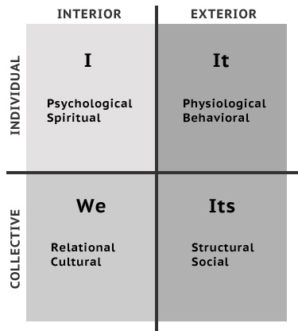 INTERIOR EXTERIOR
INDIVIDUAL
I
Psychological
Spiritual
It
Physiological
Behavioral
COLLECTIVE
We
Relational
Cultural
Its
Structural
Social